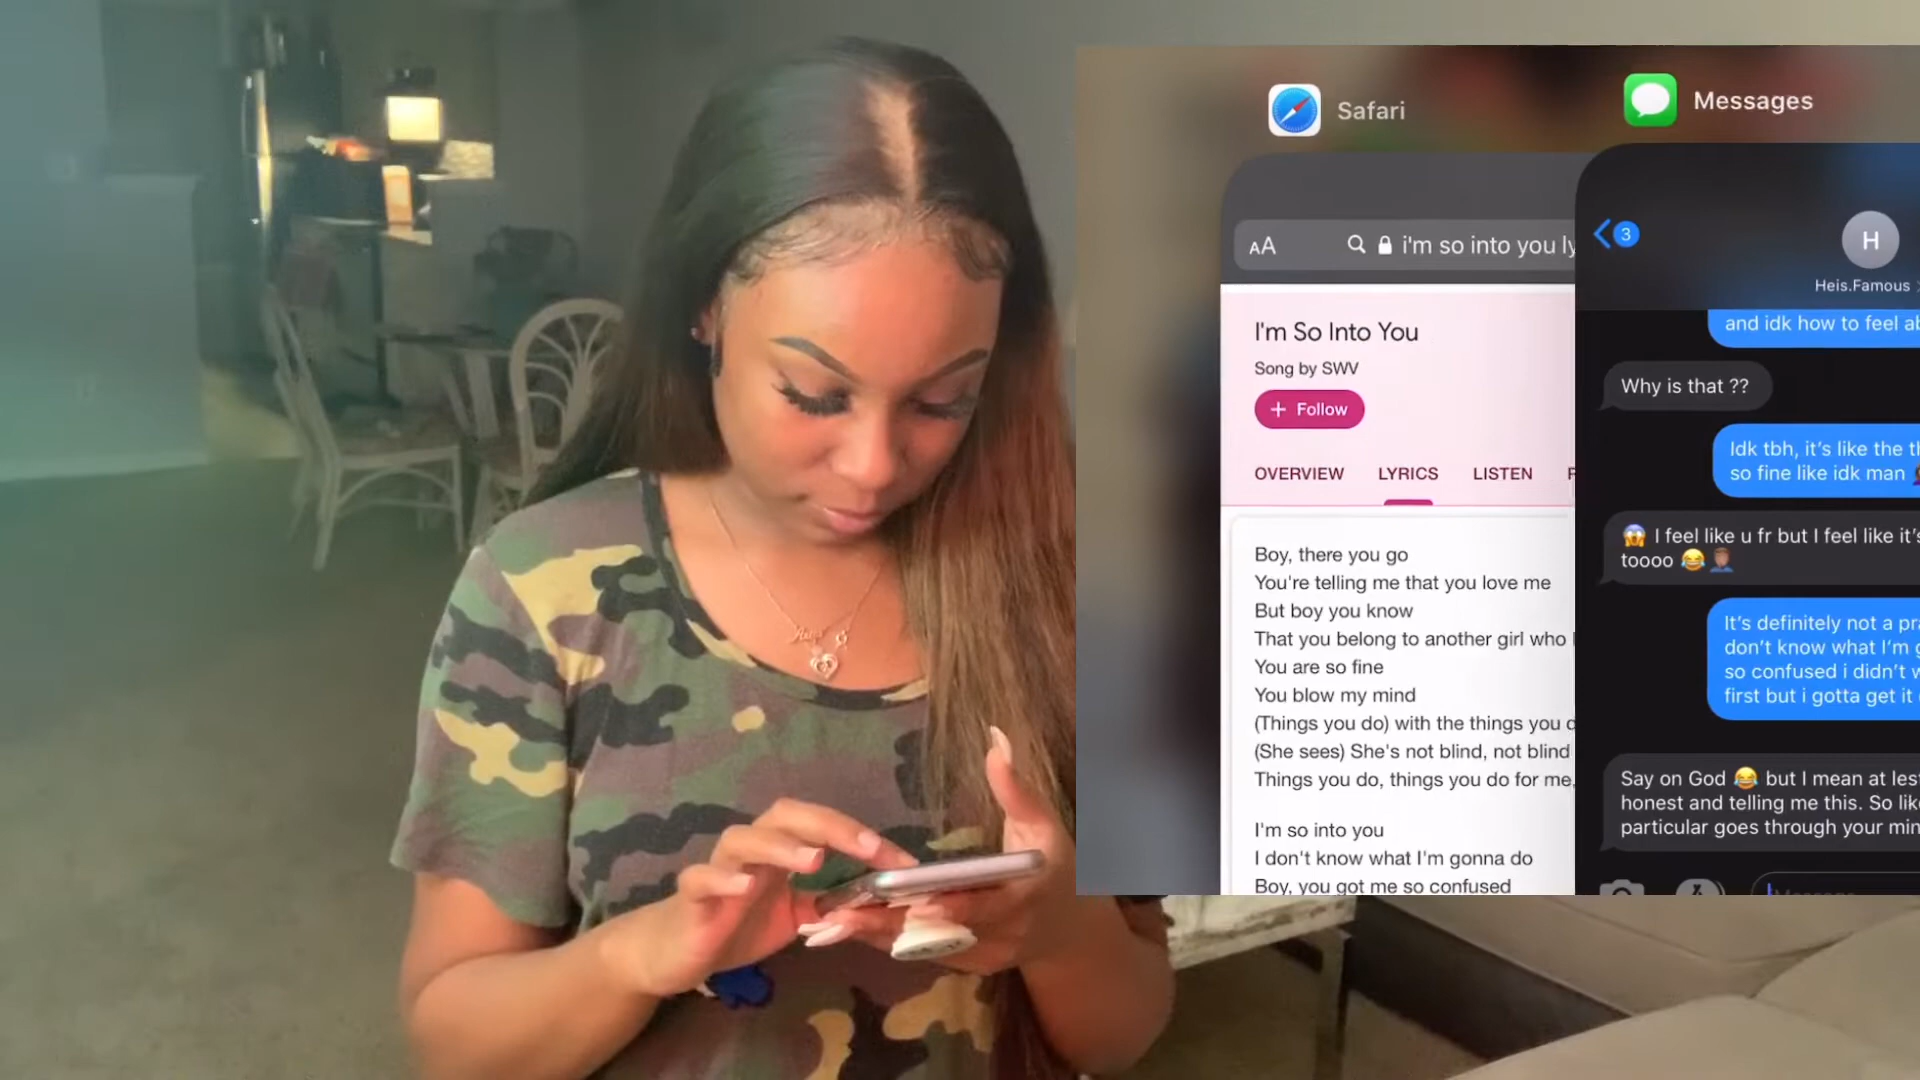 Safari
AA
i'm so into you ly
I'm So Into You
Song by SWV
+ Follow
OVERVIEW LYRICS LISTEN
Boy, there you go
You're telling me that you love me
But boy you know
That you belong to another girl who
You are so fine
You blow my mind
(Things you do) with the things you d
(She sees) She's not blind, not blind
Things you do, things you do for me,
I'm so into you
I don't know what I'm gonna do
Boy, you got me so confused
Messages
3
H
Heis.Famous
and idk how to feel ab
Why is that ??
Idk tbh, it's like the th
so fine like idk man
😱 I feel like u fr but I feel like it's
toooo 😂🤦🏽‍♂️
It's definitely not a pra
don't know what I'm g
so confused i didn't w
first but i gotta get it
Say on God 😂 but I mean at les
honest and telling me this. So lik
particular goes through your min